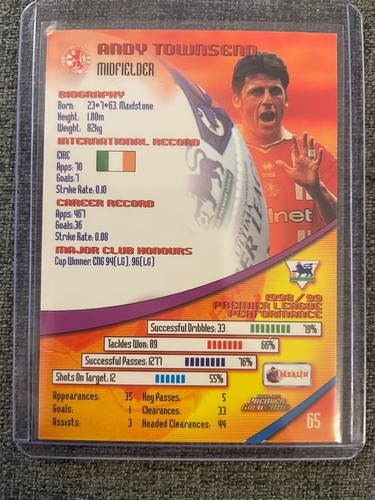 ANDY TOWNSEND
MIDFIELDER
BIOGRAPHY
Born: 23*7*63. Maidstone
Height: 1.80m
Weight: 82kg
INTERNATIONAL RECORD
EIRE
Apps: 70
Goals: 7
Strike Rate: 0.10
CAREER RECORD
Apps: 467
Goals: 36
Strike Rate: 0.08
MAJOR CLUB HONOURS
Cup Winner: ENG 94(LG), 96(LG)
1998/99
PREMIER LEAGUE
PERFORMANCE
Successful Dribbles: 33 79%
Tackles Won: 89 66%
Successful Passes: 1277 76%
Shots On Target: 12 55%
MERLIN
Appearances: 35 Key Passes: 5
Goals: 1 Clearances: 33
Assists: 3 Headed Clearances: 44
PREMIER
GOLD 2000
65
lnet